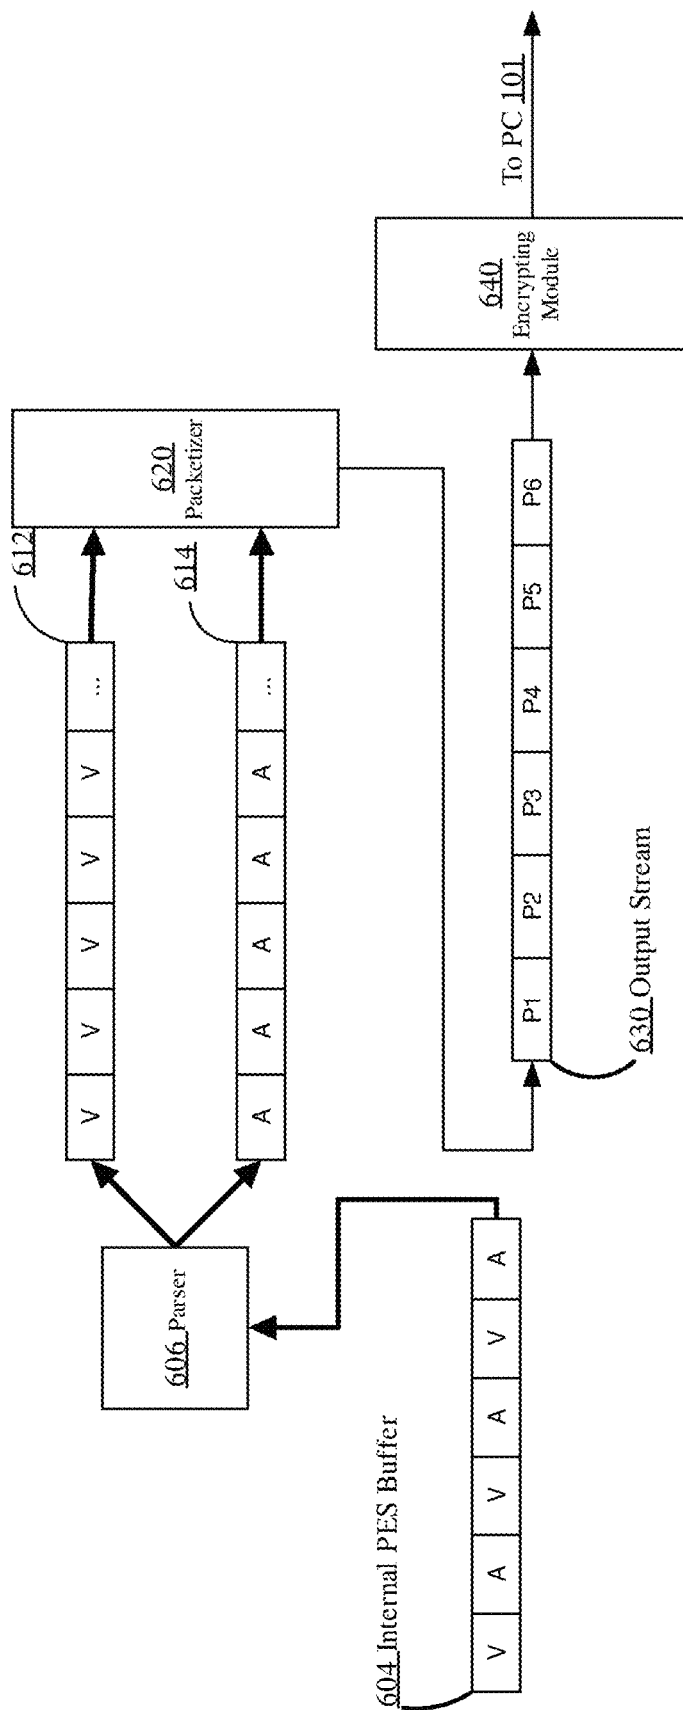 604 Internal PES Buffer
V A V A V A
606 Parser
V V V V V ...
612
A A A A A ...
614
620
Packetizer
P1 P2 P3 P4 P5 P6
630 Output Stream
640
Encrypting
Module
To PC 101